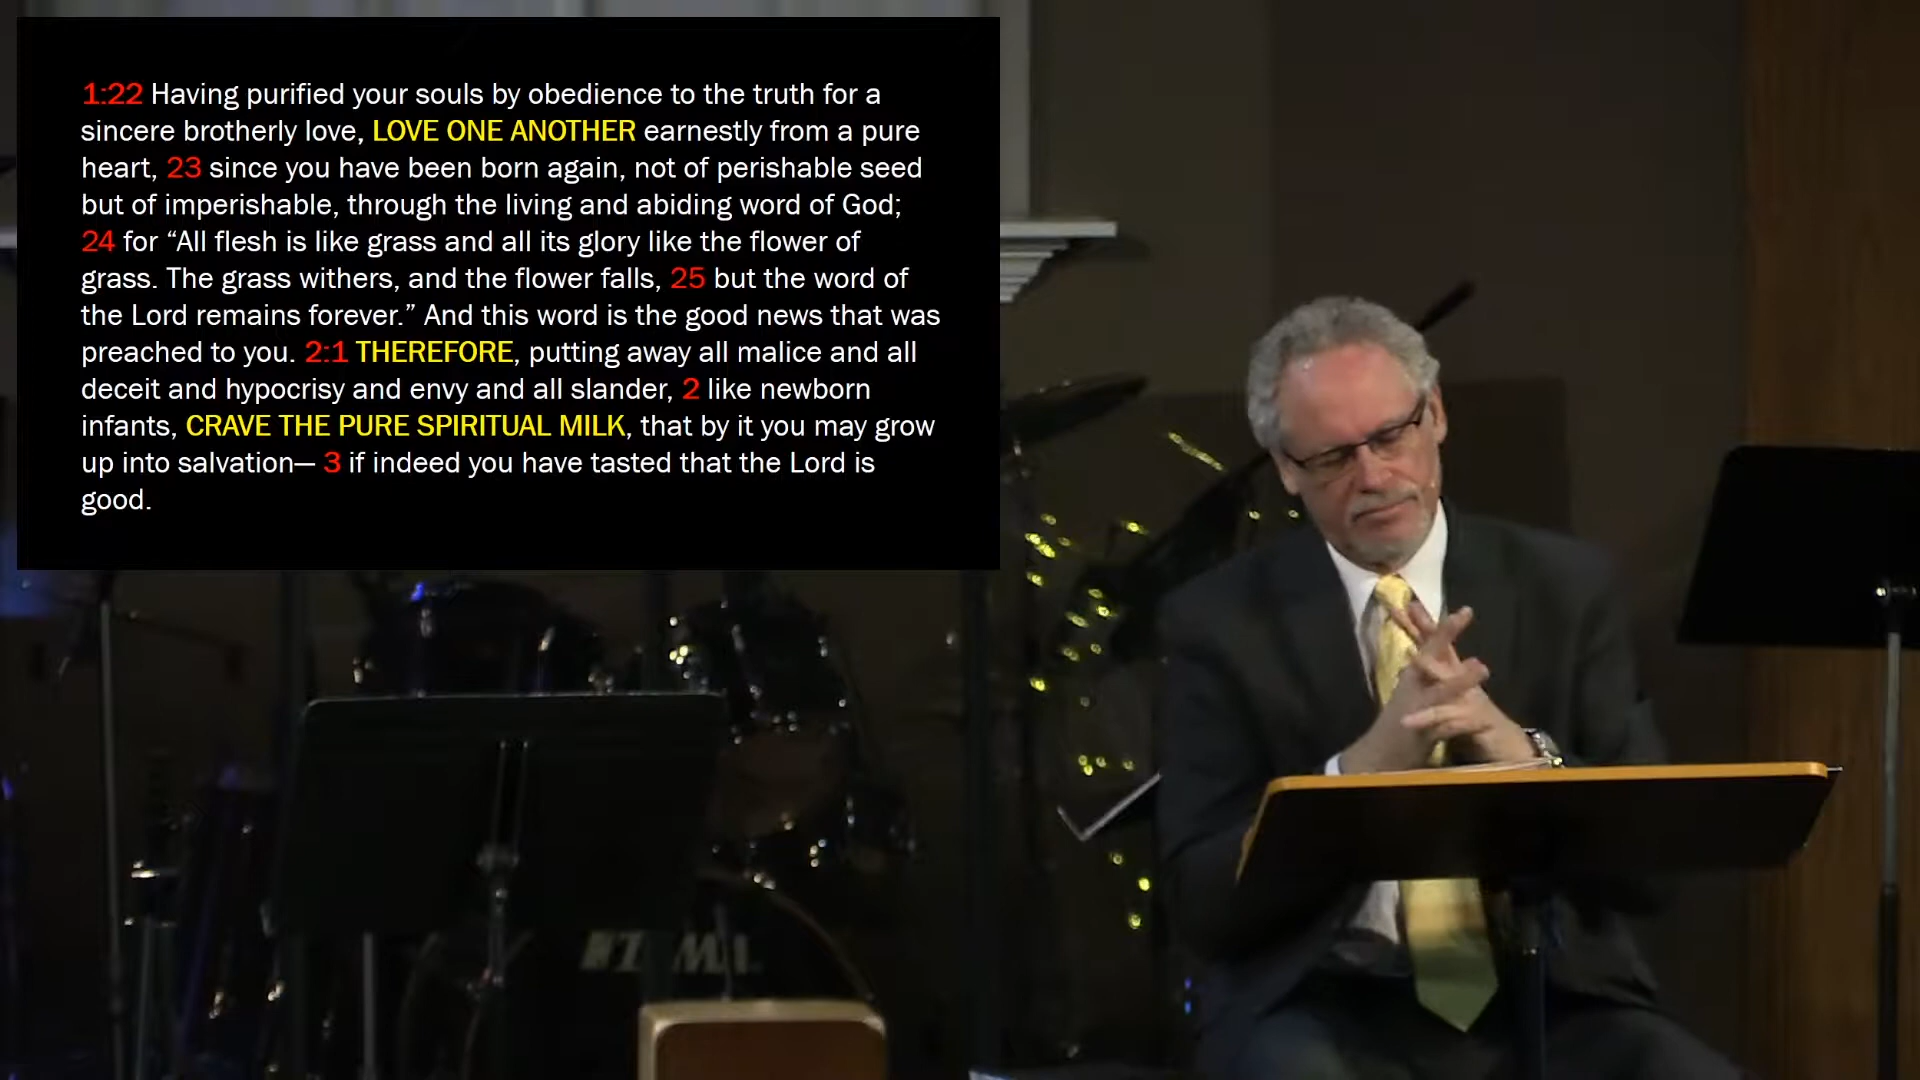 1:22 Having purified your souls by obedience to the truth for a
sincere brotherly love, LOVE ONE ANOTHER earnestly from a pure
heart, 23 since you have been born again, not of perishable seed
but of imperishable, through the living and abiding word of God;
24 for “All flesh is like grass and all its glory like the flower of
grass. The grass withers, and the flower falls, 25 but the word of
the Lord remains forever.” And this word is the good news that was
preached to you. 2:1 THEREFORE, putting away all malice and all
deceit and hypocrisy and envy and all slander, 2 like newborn
infants, CRAVE THE PURE SPIRITUAL MILK, that by it you may grow
up into salvation— 3 if indeed you have tasted that the Lord is
good.
TAMA